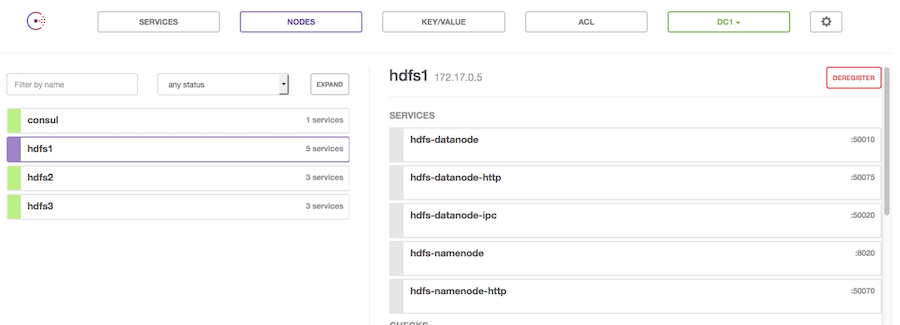 SERVICES NODES KEY/VALUE ACL DC1
Filter by name any status EXPAND
consul 1 services
hdfs1 5 services
hdfs2 3 services
hdfs3 3 services
hdfs1 172.17.0.5 DEREGISTER
SERVICES
hdfs-datanode :50010
hdfs-datanode-http :50075
hdfs-datanode-ipc :50020
hdfs-namenode :8020
hdfs-namenode-http :50070
CHECKS